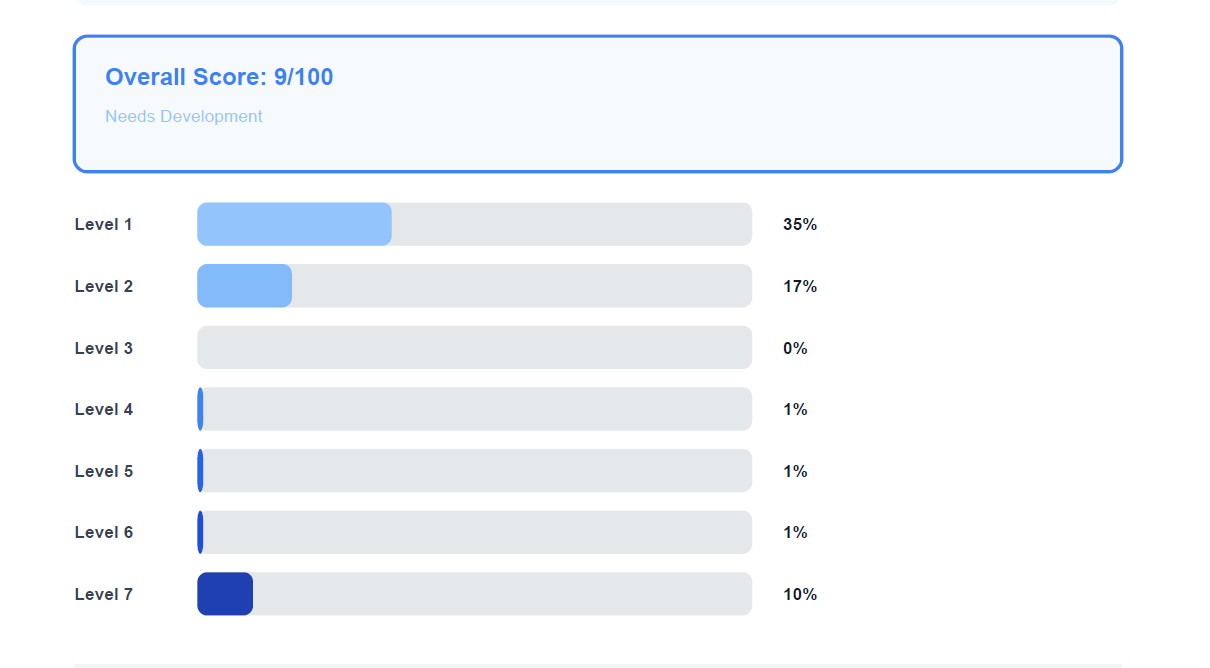 Overall Score: 9/100
Needs Development
Level 1 35%
Level 2 17%
Level 3 0%
Level 4 1%
Level 5 1%
Level 6 1%
Level 7 10%